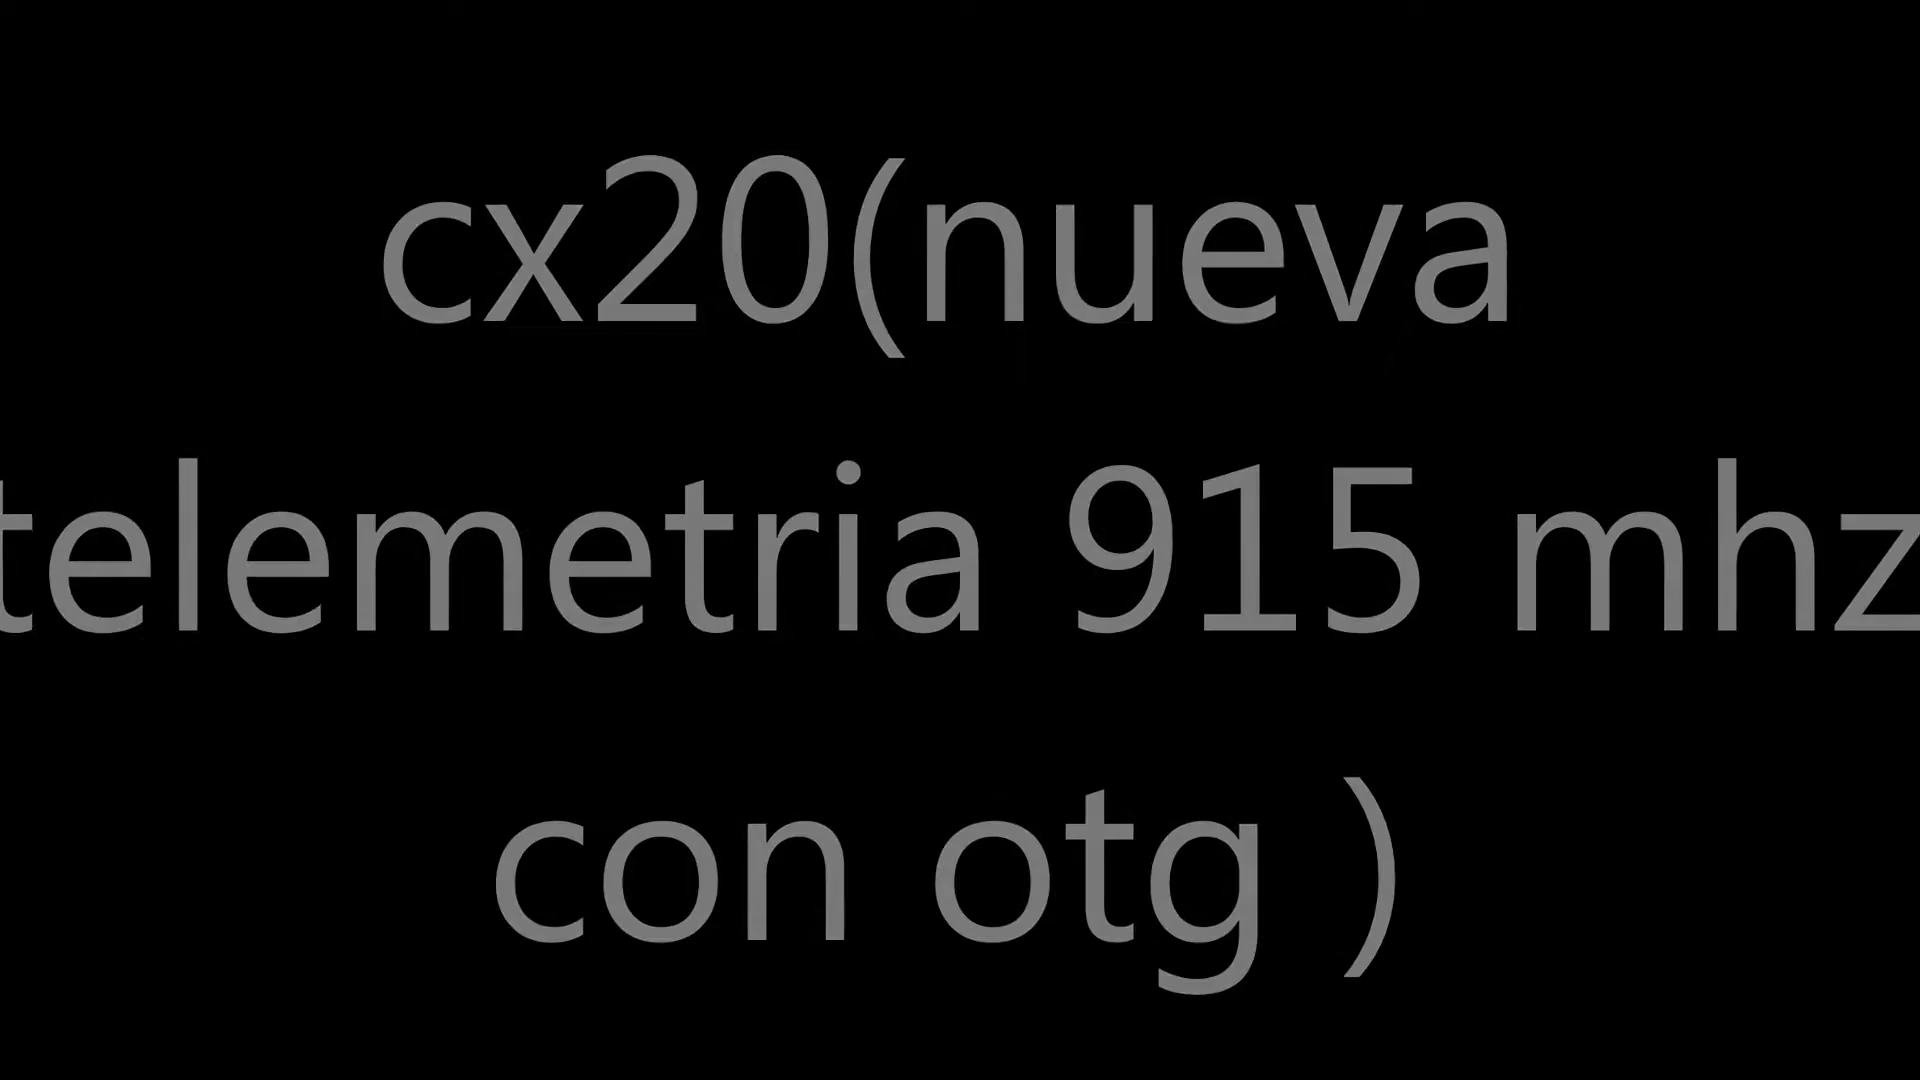 cx20(nueva
telemetria 915 mhz
con otg )